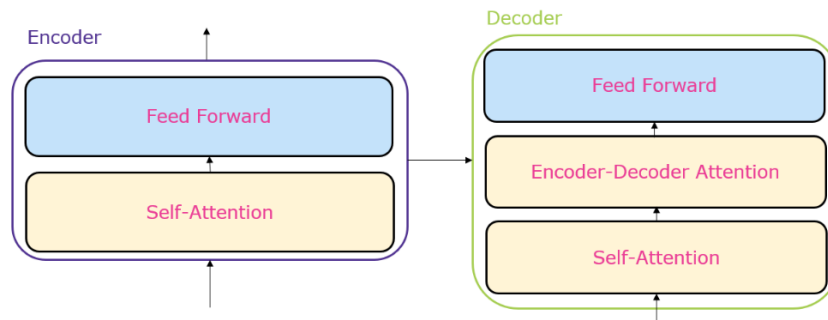 Encoder
Feed Forward
Self-Attention
Decoder
Feed Forward
Encoder-Decoder Attention
Self-Attention